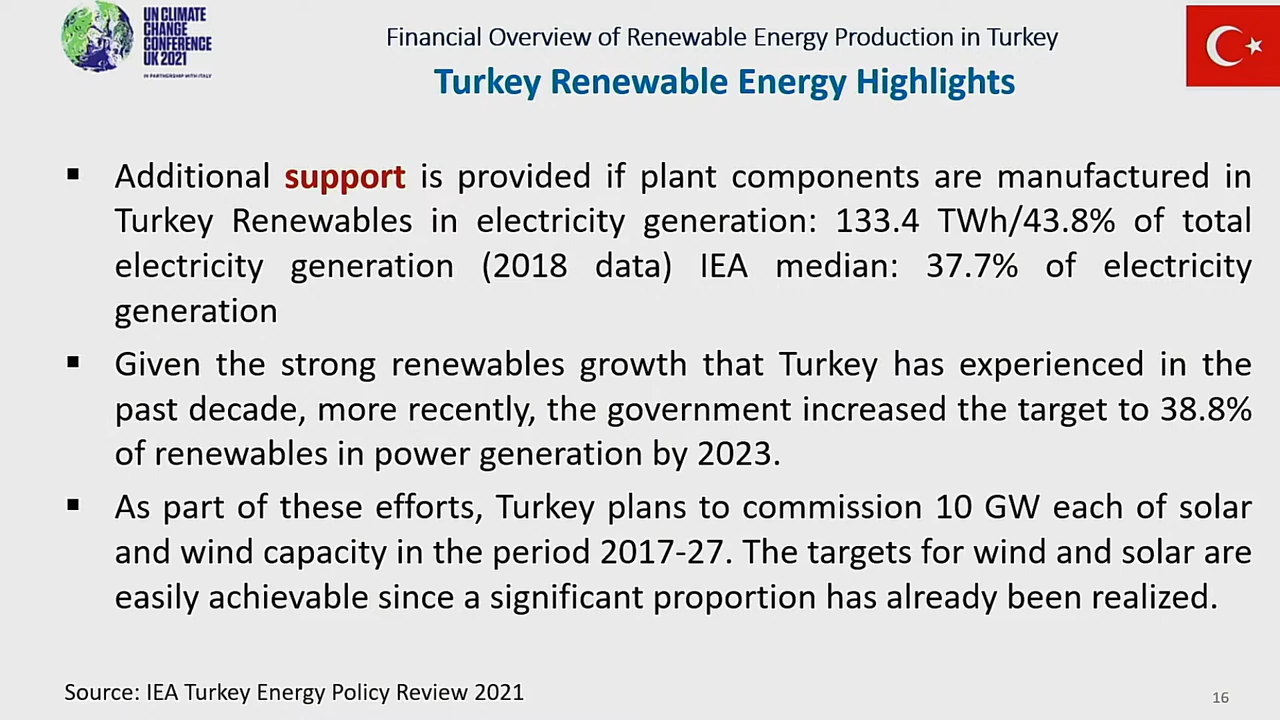 UN CLIMATE
CHANGE
CONFERENCE
UK 2021
IN PARTNERSHIP WITH ITALY
Financial Overview of Renewable Energy Production in Turkey
Turkey Renewable Energy Highlights
▪ Additional support is provided if plant components are manufactured in
Turkey Renewables in electricity generation: 133.4 TWh/43.8% of total
electricity generation (2018 data) IEA median: 37.7% of electricity
generation
▪ Given the strong renewables growth that Turkey has experienced in the
past decade, more recently, the government increased the target to 38.8%
of renewables in power generation by 2023.
▪ As part of these efforts, Turkey plans to commission 10 GW each of solar
and wind capacity in the period 2017-27. The targets for wind and solar are
easily achievable since a significant proportion has already been realized.
Source: IEA Turkey Energy Policy Review 2021
16